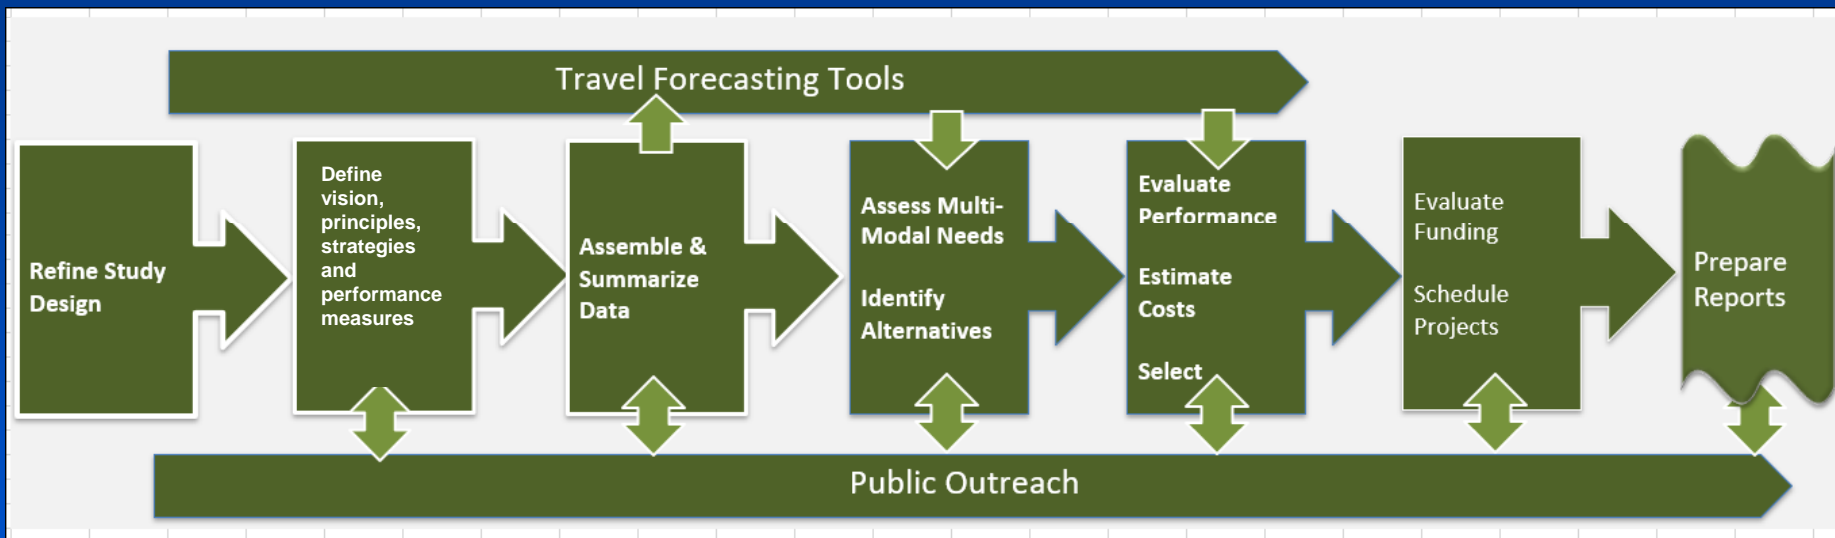 Travel Forecasting Tools
Refine Study
Design
Define
vision,
principles,
strategies
and
performance
measures
Assemble &
Summarize
Data
Assess Multi-
Modal Needs
Identify
Alternatives
Evaluate
Performance
Estimate
Costs
Select
Evaluate
Funding
Schedule
Projects
Prepare
Reports
Public Outreach